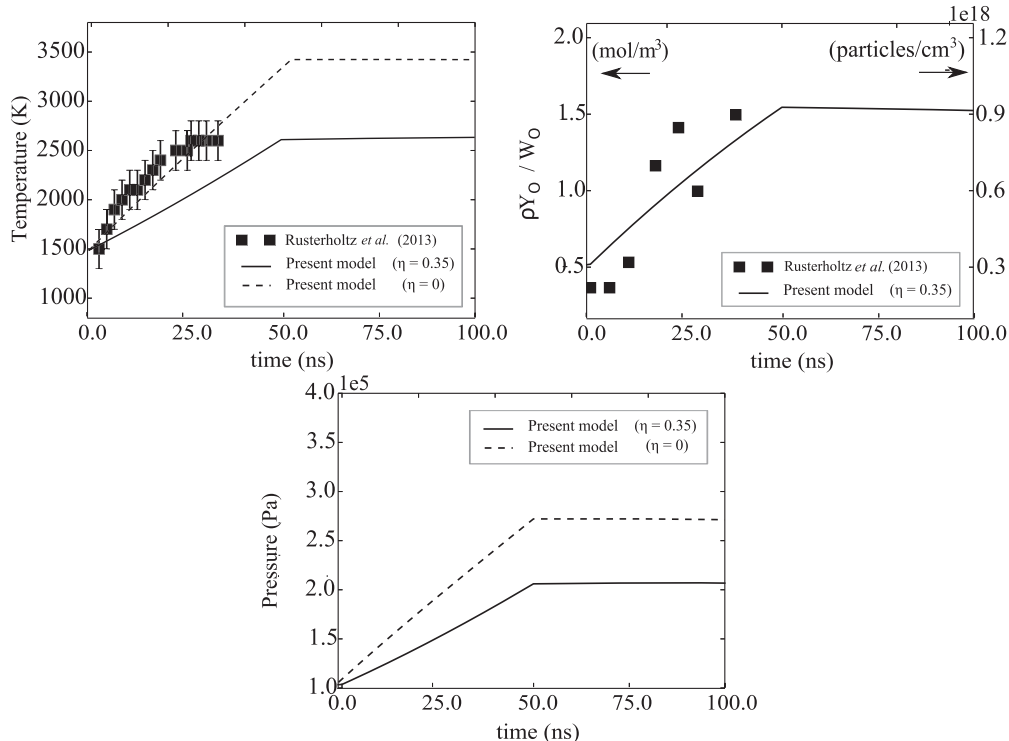 3500
3000
2500
2000
1500
1000
Temperature (K)
Rusterholtz et al. (2013)
Present model (η = 0.35)
Present model (η = 0)
0.0 25.0 50.0 75.0 100.0
time (ns)
1e18
2.0
1.5
1.0
0.5
ρY_O / W_O
(mol/m³)
(particles/cm³)
1.2
0.9
0.6
0.3
Rusterholtz et al. (2013)
Present model (η = 0.35)
0.0 25.0 50.0 75.0 100.0
time (ns)
1e5
4.0
3.5
3.0
2.5
2.0
1.5
1.0
Pressure (Pa)
Present model (η = 0.35)
Present model (η = 0)
0.0 25.0 50.0 75.0 100.0
time (ns)